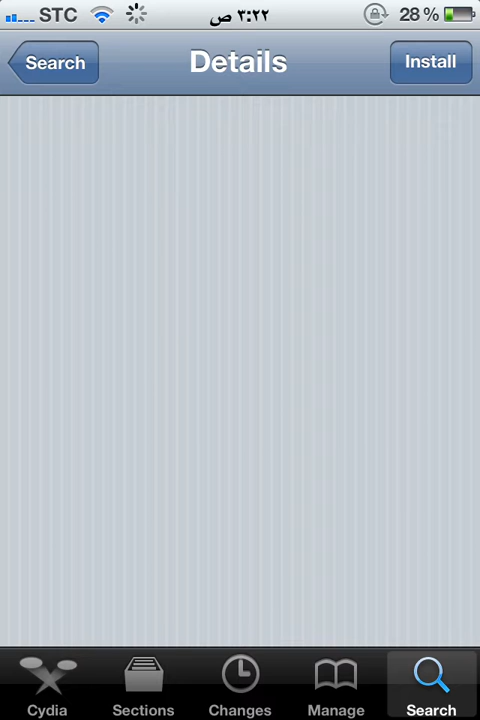 STC ٣:٢٢ ص 28 %
Search Details Install
Cydia Sections Changes Manage Search